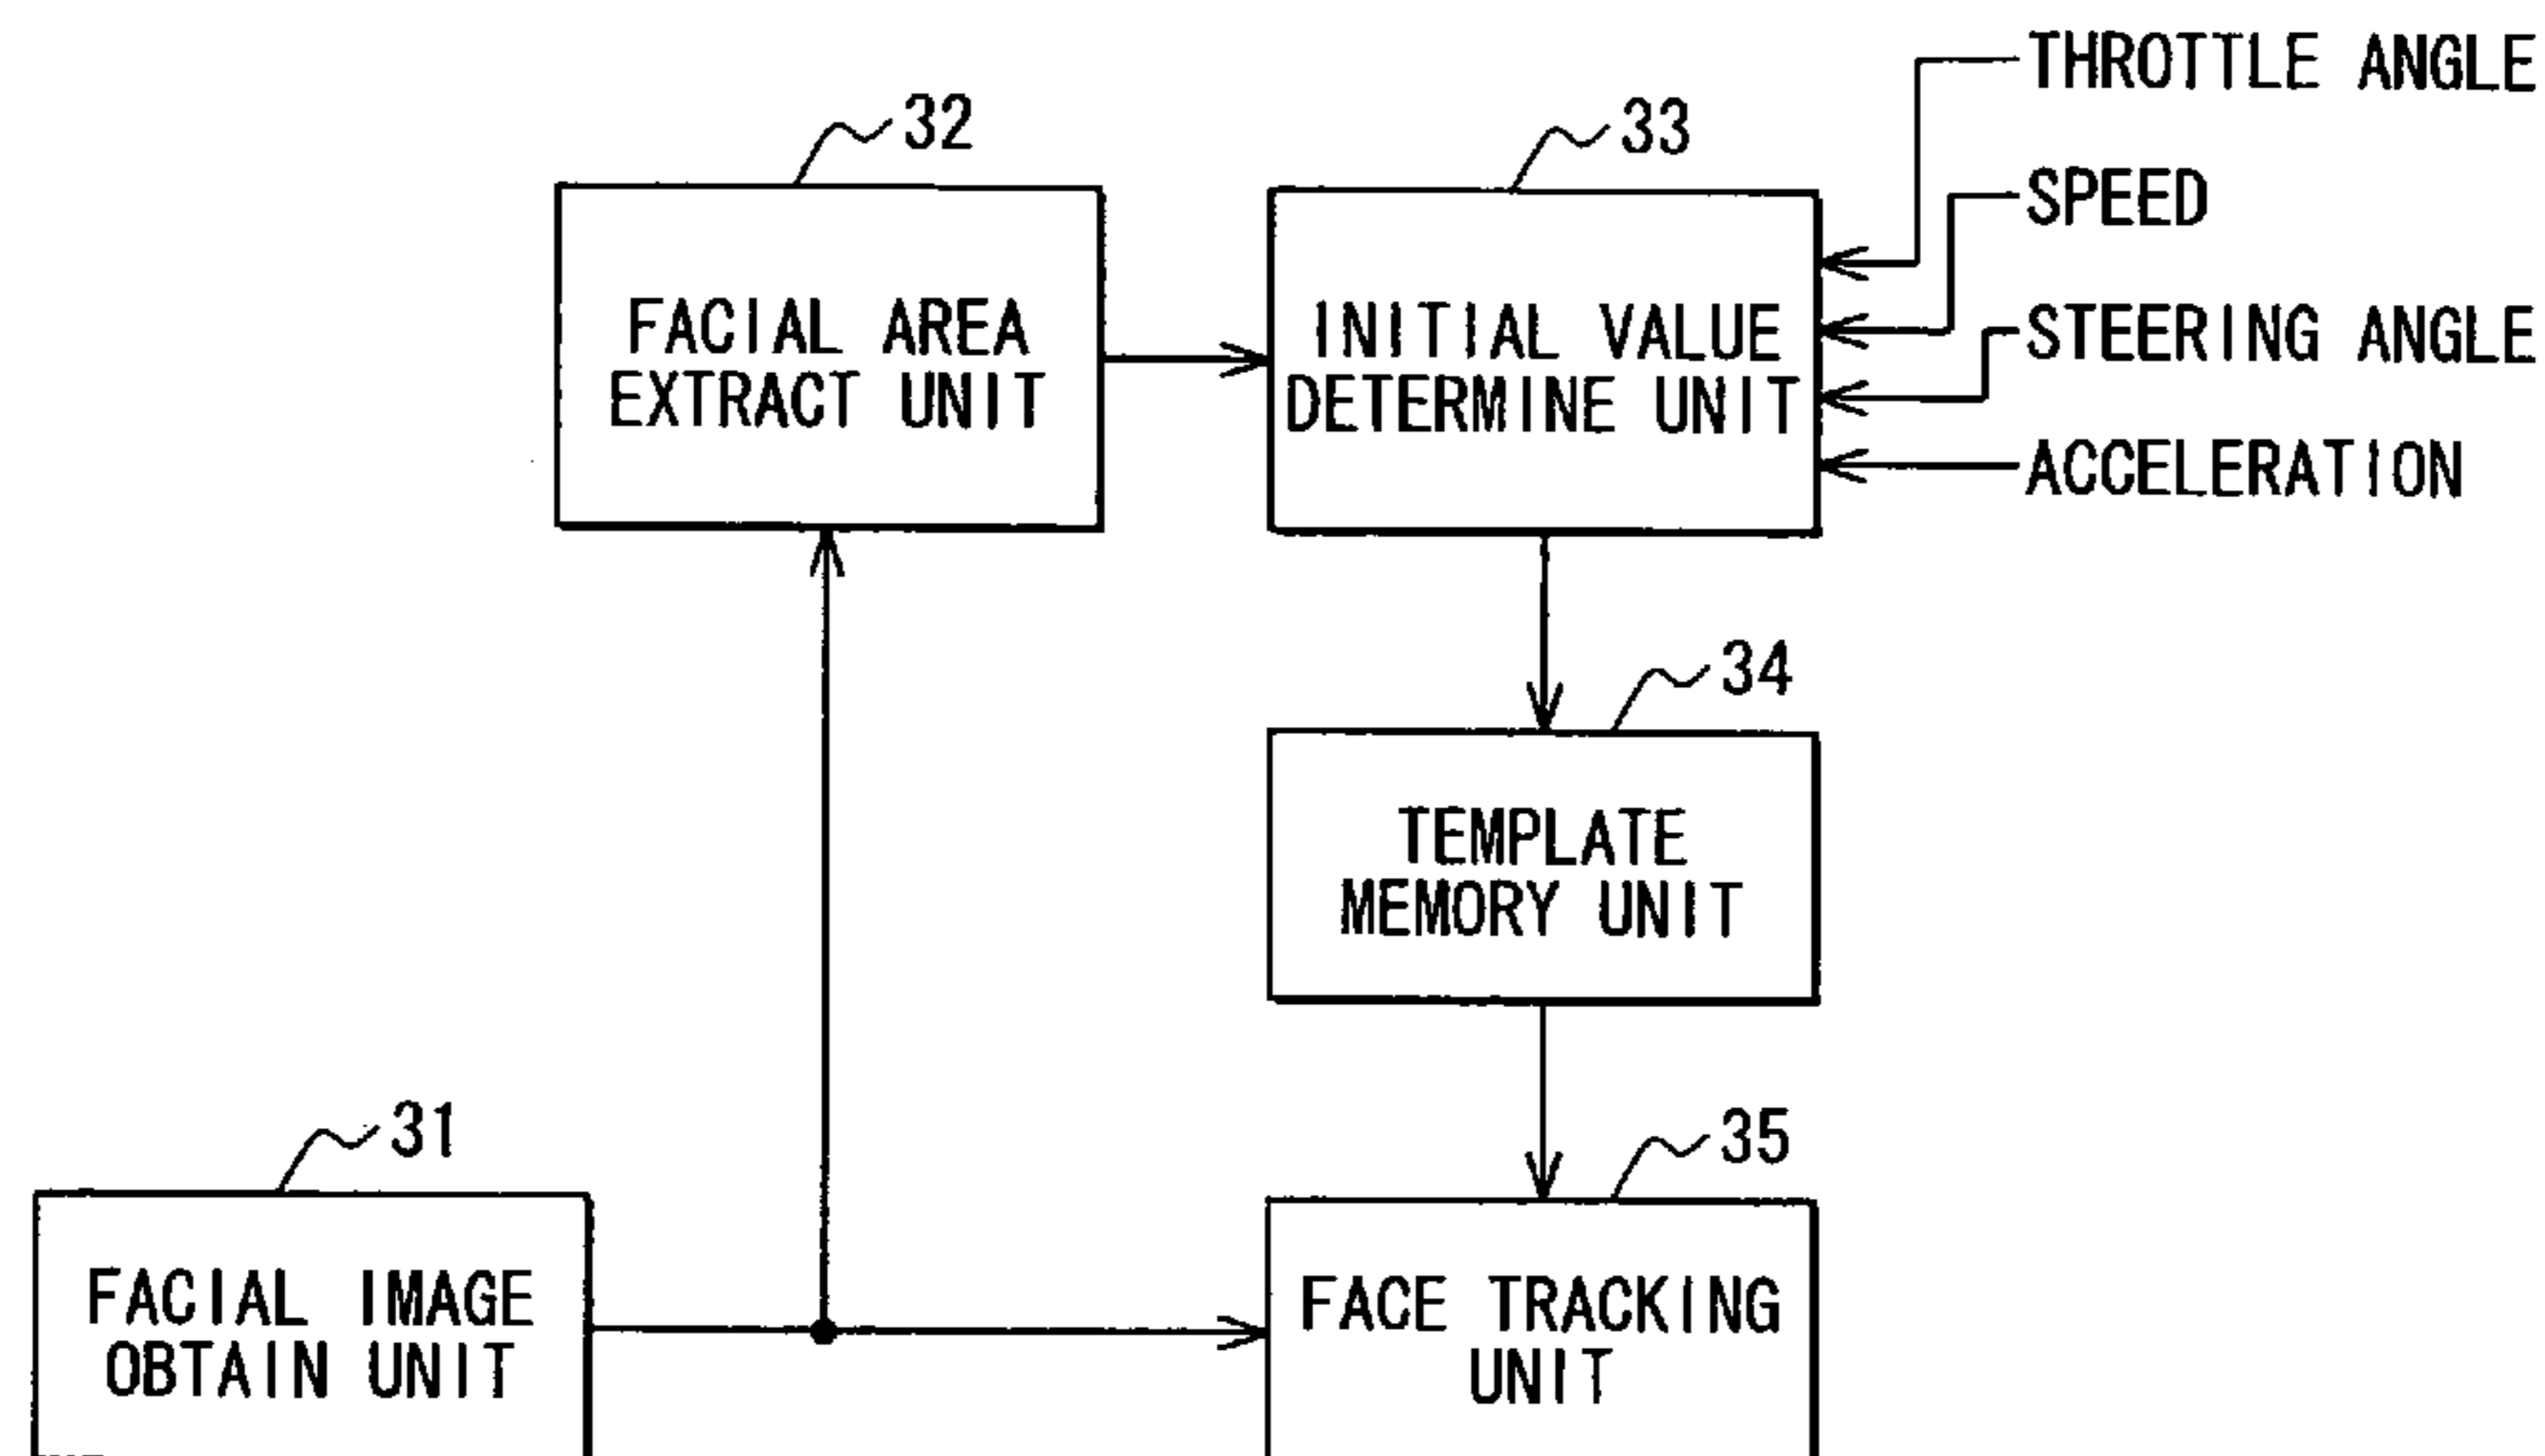 THROTTLE ANGLE
32
33
SPEED
FACIAL AREA
EXTRACT UNIT
INITIAL VALUE
DETERMINE UNIT
STEERING ANGLE
ACCELERATION
34
TEMPLATE
MEMORY UNIT
31
35
FACIAL IMAGE
OBTAIN UNIT
FACE TRACKING
UNIT